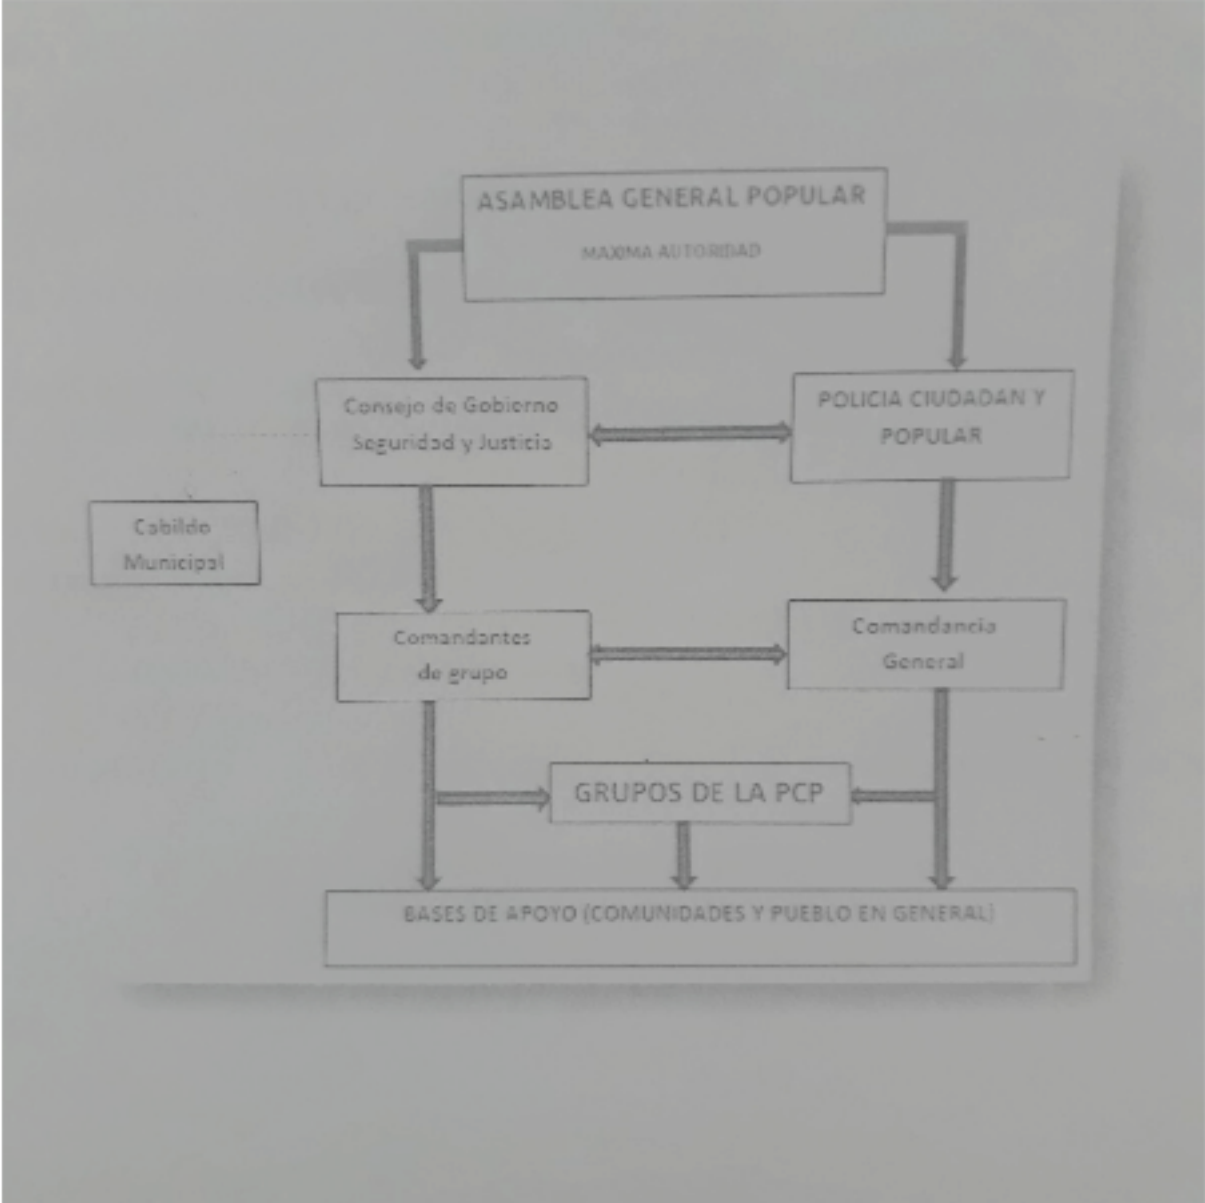 ASAMBLEA GENERAL POPULAR
MAXIMA AUTORIDAD
Consejo de Gobierno
Seguridad y Justicia
POLICIA CIUDADAN Y
POPULAR
Cabildo
Municipal
Comandantes
de grupo
Comandancia
General
GRUPOS DE LA PCP
BASES DE APOYO (COMUNIDADES Y PUEBLO EN GENERAL)